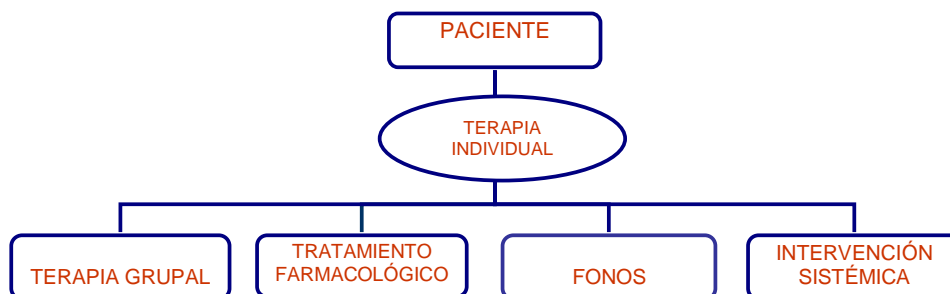 PACIENTE
TERAPIA
INDIVIDUAL
TERAPIA GRUPAL
TRATAMIENTO
FARMACOLÓGICO
FONOS
INTERVENCIÓN
SISTÉMICA